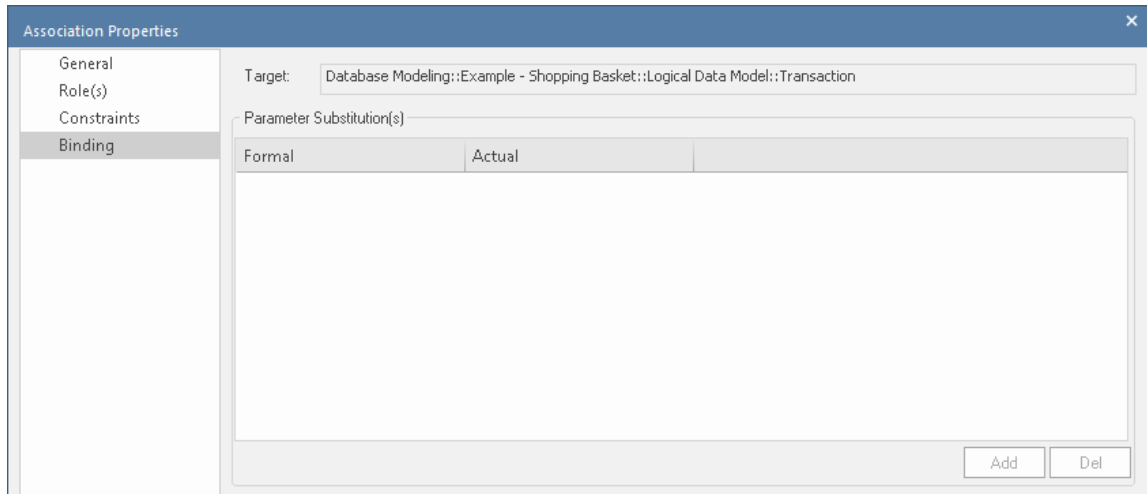 Association Properties
General
Role(s)
Constraints
Binding
Target: Database Modeling::Example - Shopping Basket::Logical Data Model::Transaction
Parameter Substitution(s)
Formal Actual
Add Del